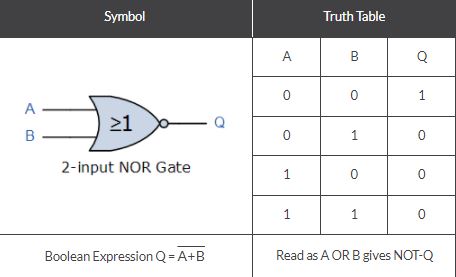 Symbol Truth Table
A B Q
0 0 1
A
≥1 Q
B
0 1 0
2-input NOR Gate
1 0 0
1 1 0
Boolean Expression Q = A̅+̅B̅ Read as A OR B gives NOT-Q